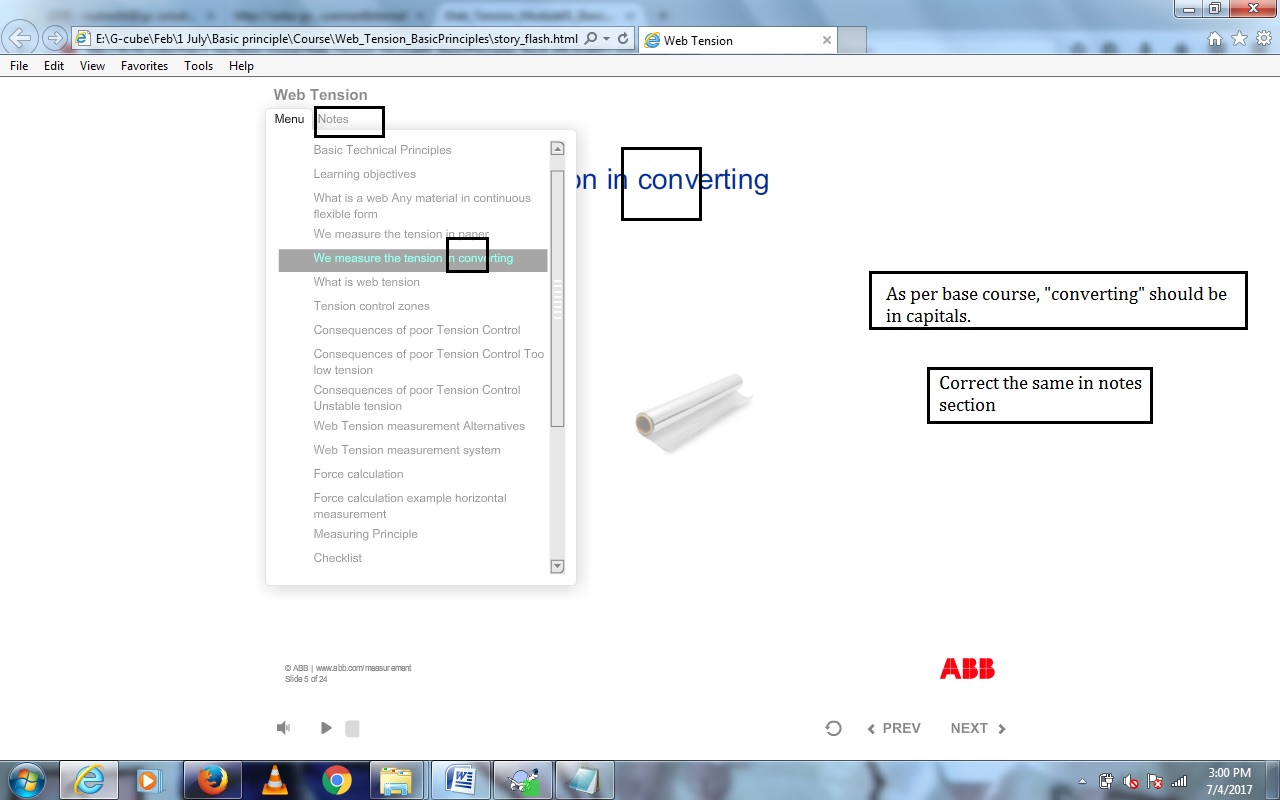 E:\G-cube\Feb\1 July\Basic principle\Course\Web_Tension_BasicPrinciples\story_flash.html
Web Tension
File Edit View Favorites Tools Help
Web Tension
Menu Notes
on in converting
Basic Technical Principles
Learning objectives
What is a web Any material in continuous
flexible form
We measure the tension in paper
We measure the tension in converting
What is web tension
Tension control zones
Consequences of poor Tension Control
Consequences of poor Tension Control Too
low tension
Consequences of poor Tension Control
Unstable tension
Web Tension measurement Alternatives
Web Tension measurement system
Force calculation
Force calculation example horizontal
measurement
Measuring Principle
Checklist
As per base course, "converting" should be
in capitals.
Correct the same in notes
section
© ABB | www.abb.com/measurement
Slide 5 of 24
ABB
PREV NEXT
3:00 PM
7/4/2017